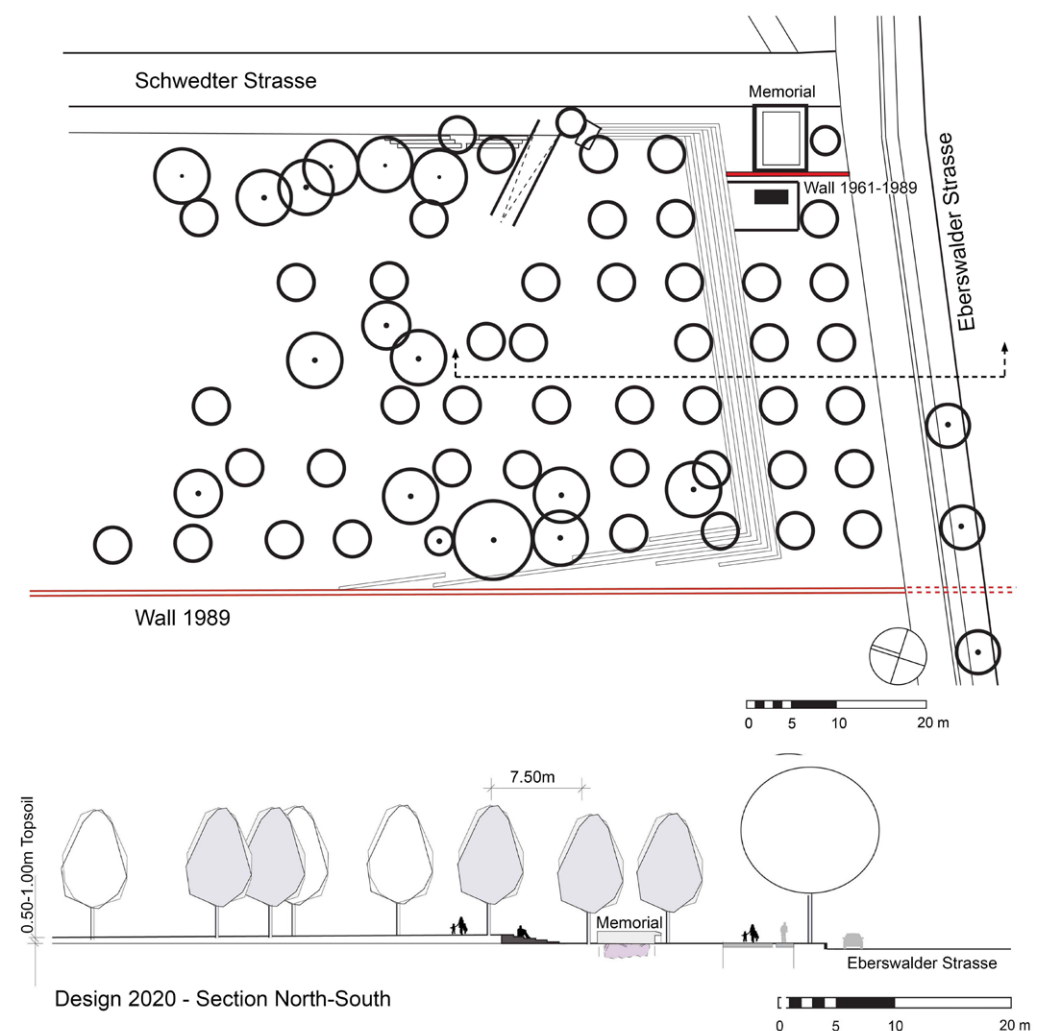 Schwedter Strasse
Memorial
Wall 1961-1989
Eberswalder Strasse
Wall 1989
0 5 10 20 m
7.50m
0.50-1.00m Topsoil
Memorial
Eberswalder Strasse
Design 2020 - Section North-South
0 5 10 20 m